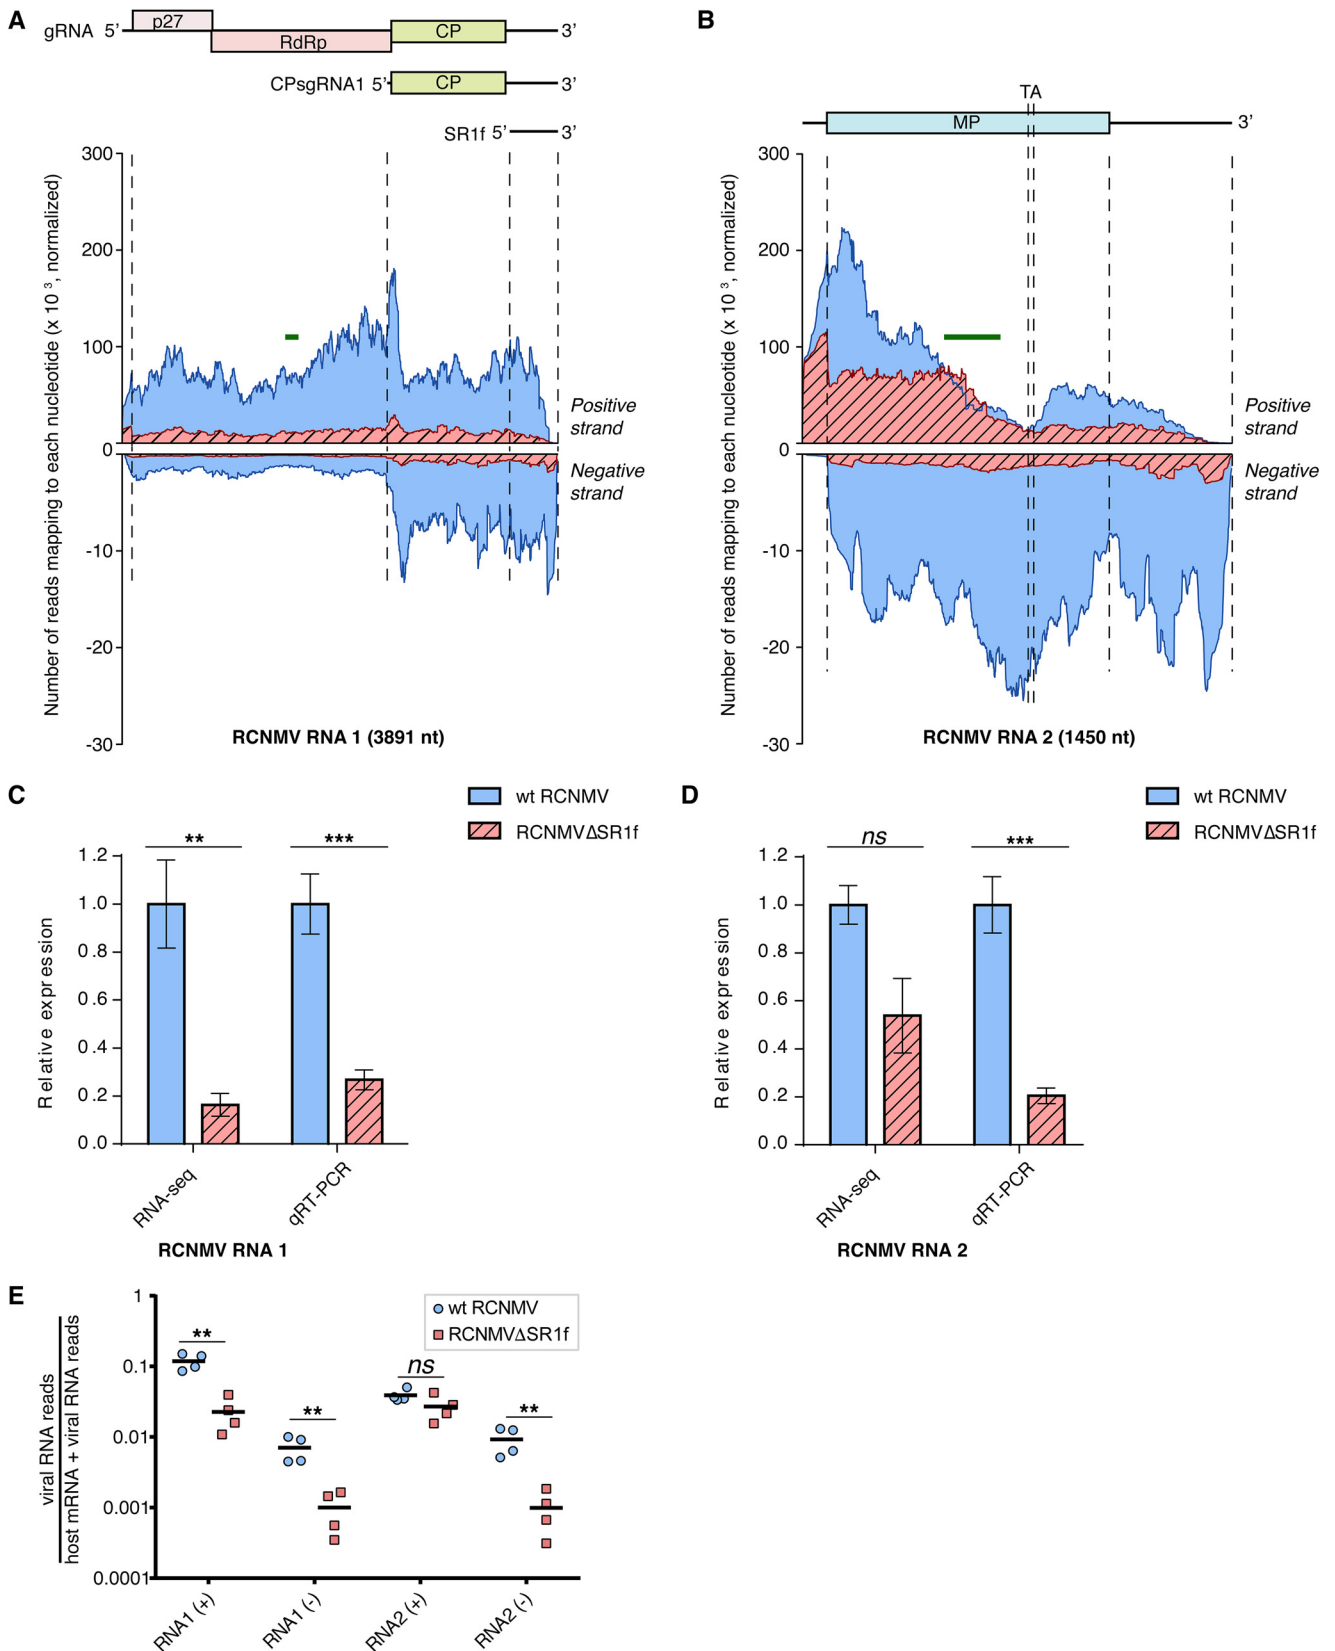 A
gRNA 5’ p27 RdRp CP 3’
CPsgRNA1 5’ CP 3’
SR1f 5’ 3’
Number of reads mapping to each nucleotide (x 10 3, normalized)
300
200
100
0
-10
-20
-30
Positive
strand
Negative
strand
RCNMV RNA 1 (3891 nt)
B
TA
MP 3’
Number of reads mapping to each nucleotide (x 10 3, normalized)
300
200
100
0
-10
-20
-30
Positive
strand
Negative
strand
RCNMV RNA 2 (1450 nt)
C
wt RCNMV
RCNMVΔSR1f
** ***
Relative expression
1.2
1.0
0.8
0.6
0.4
0.2
0.0
RNA-seq qRT-PCR
RCNMV RNA 1
D
wt RCNMV
RCNMVΔSR1f
ns ***
Relative expression
1.2
1.0
0.8
0.6
0.4
0.2
0.0
RNA-seq qRT-PCR
RCNMV RNA 2
E
viral RNA reads
host mRNA + viral RNA reads
1
0.1
0.01
0.001
0.0001
wt RCNMV
RCNMVΔSR1f
** ** ns **
RNA1 (+) RNA1 (-) RNA2 (+) RNA2 (-)